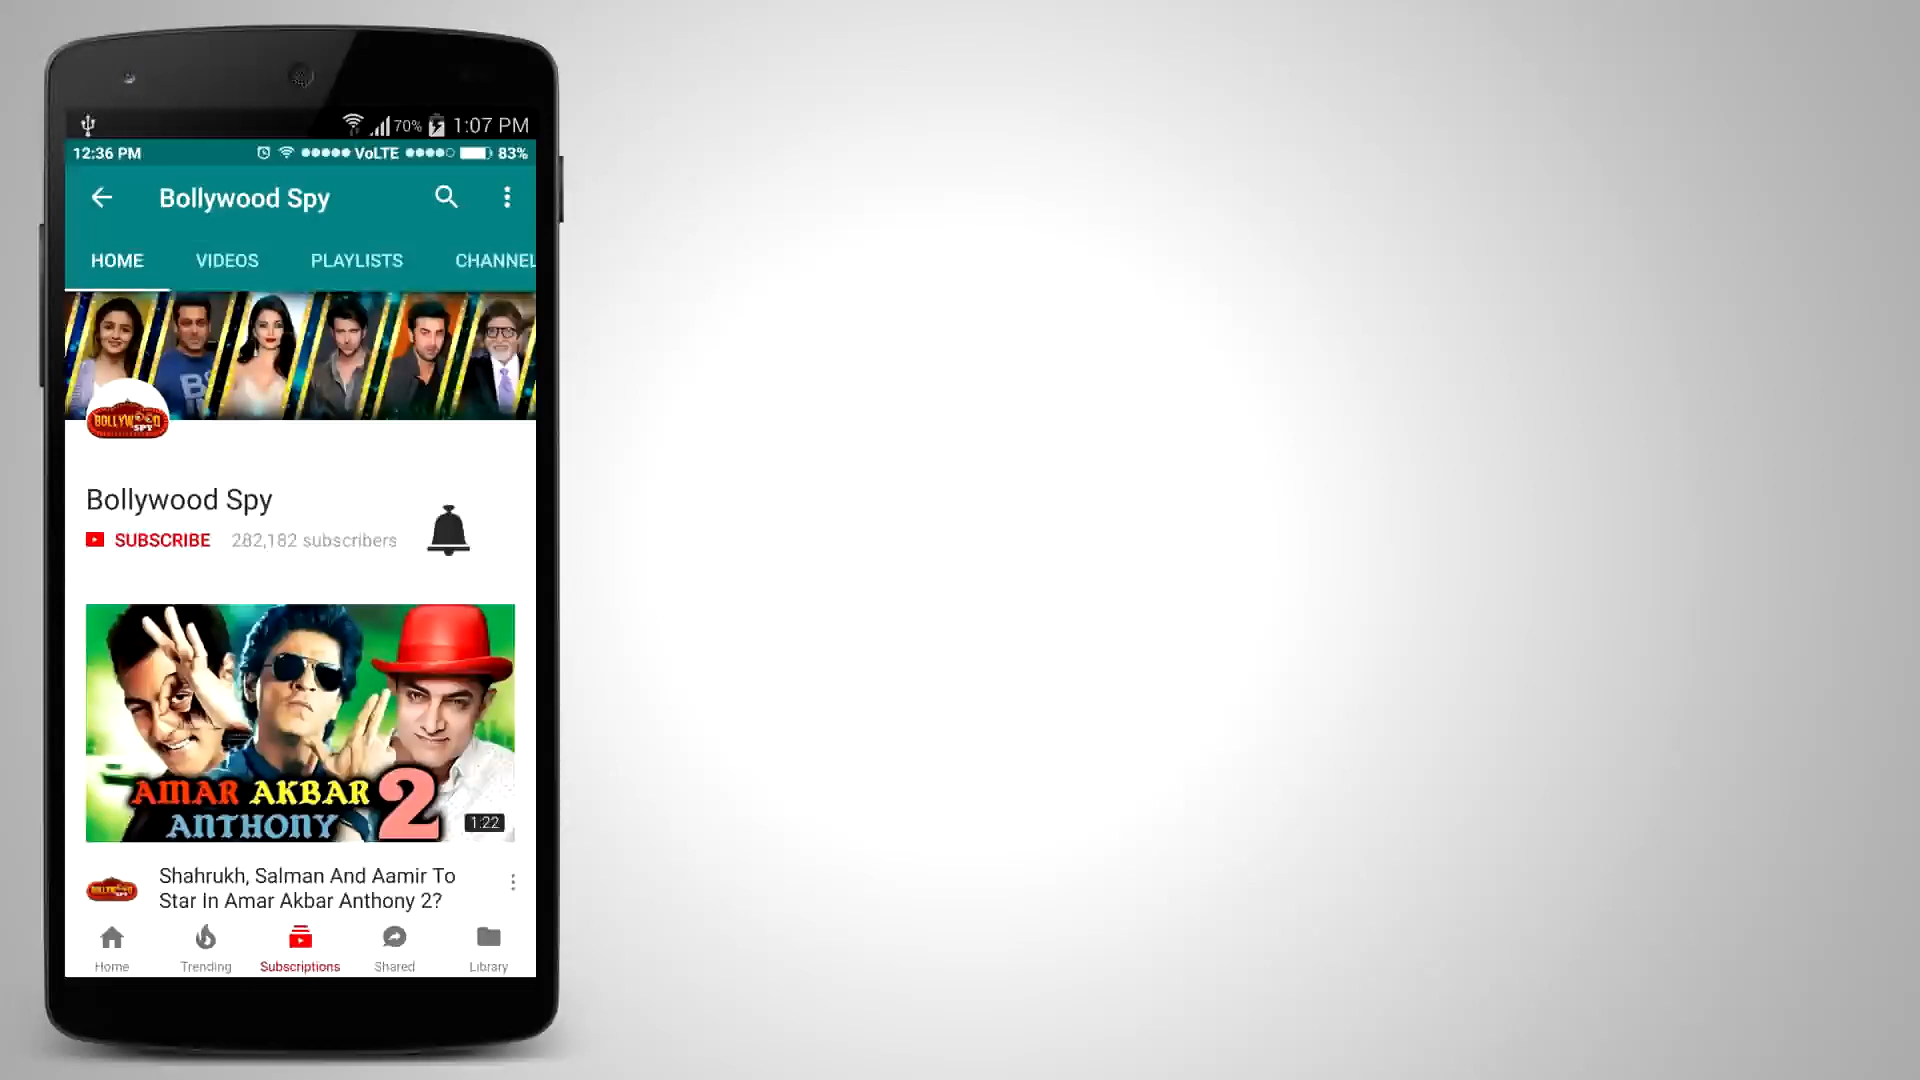 70% 1:07 PM
12:36 PM VoLTE 83%
Bollywood Spy
HOME VIDEOS PLAYLISTS CHANNEL
BOLLYWOOD
SPY
Bollywood Spy
SUBSCRIBE 282,182 subscribers
AMAR AKBAR 2
ANTHONY
1:22
Shahrukh, Salman And Aamir To
Star In Amar Akbar Anthony 2?
Home Trending Subscriptions Shared Library